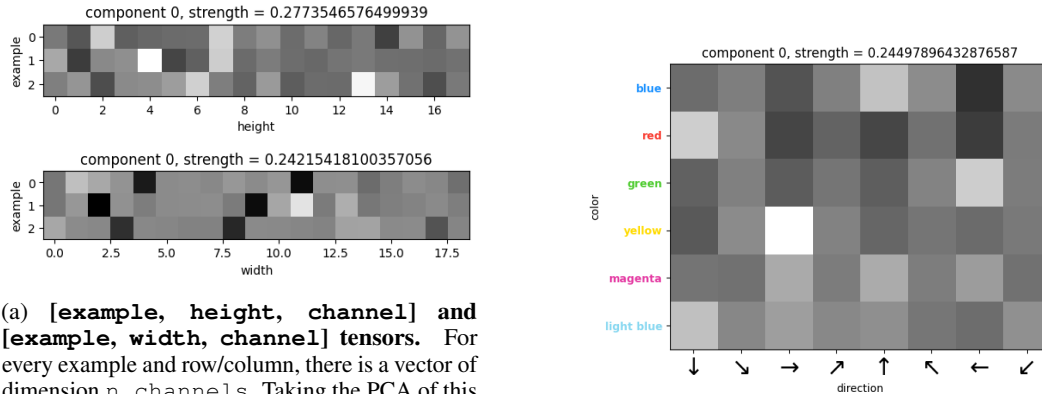 component 0, strength = 0.2773546576499939
example
0
1
2
0 2 4 6 8 10 12 14 16
height
component 0, strength = 0.24215418100357056
example
0
1
2
0.0 2.5 5.0 7.5 10.0 12.5 15.0 17.5
width
(a) [example, height, channel] and
[example, width, channel] tensors. For
every example and row/column, there is a vector of
dimension n_channels. Taking the PCA of this
component 0, strength = 0.24497896432876587
color
blue
red
green
yellow
magenta
light blue
↓ ↘ → ↗ ↑ ↖ ← ↙
direction